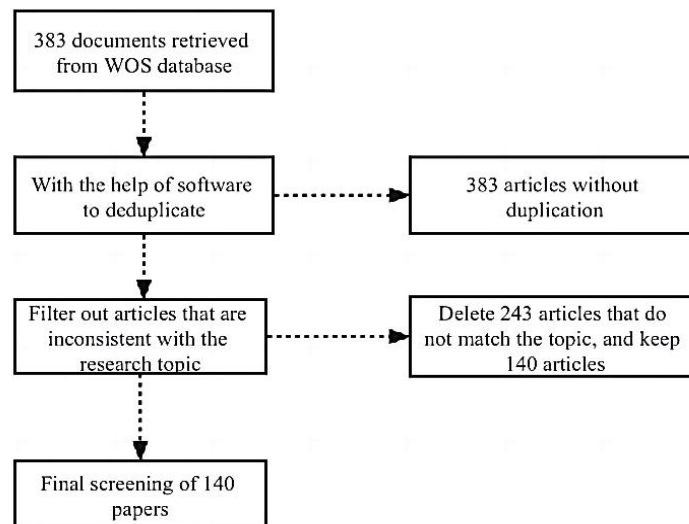 383 documents retrieved
from WOS database
With the help of software
to deduplicate
383 articles without
duplication
Filter out articles that are
inconsistent with the
research topic
Delete 243 articles that do
not match the topic, and keep
140 articles
Final screening of 140
papers